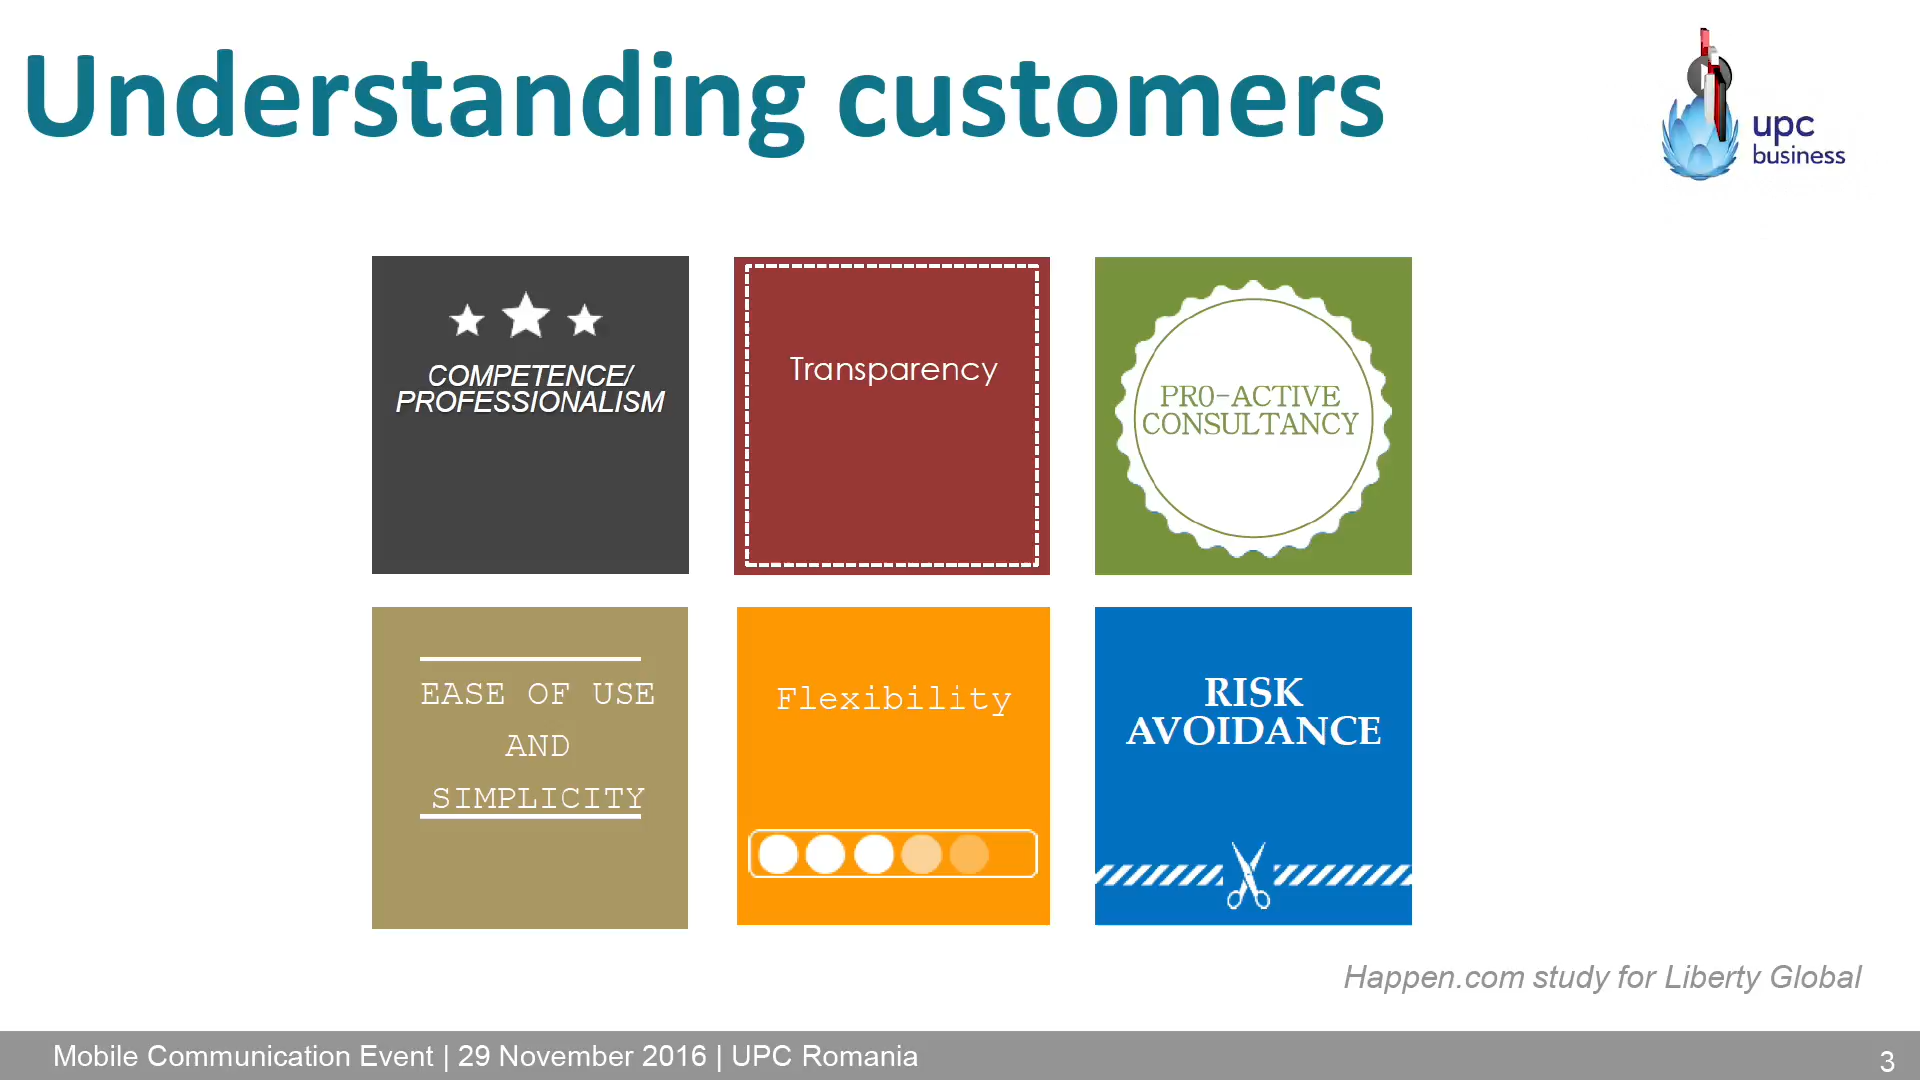 Understanding customers
upc
business
COMPETENCE/
PROFESSIONALISM
Transparency
PRO-ACTIVE
CONSULTANCY
EASE OF USE
AND
SIMPLICITY
Flexibility
RISK
AVOIDANCE
Happen.com study for Liberty Global
Mobile Communication Event | 29 November 2016 | UPC Romania
3